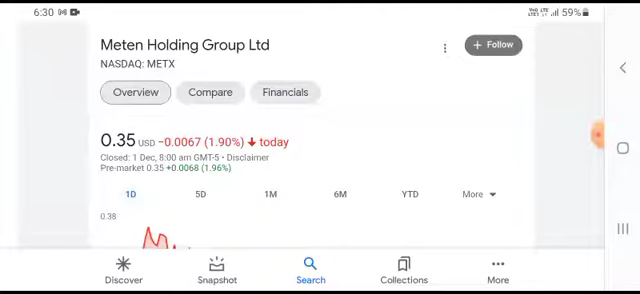 6:30 59%
Meten Holding Group Ltd
+ Follow
NASDAQ: METX
Overview Compare Financials
0.35 USD −0.0067 (1.90%) ↓ today
Closed: 1 Dec, 8:00 am GMT-5 • Disclaimer
Pre-market 0.35 +0.0068 (1.96%)
1D 5D 1M 6M YTD More
0.38
Discover Snapshot Search Collections More